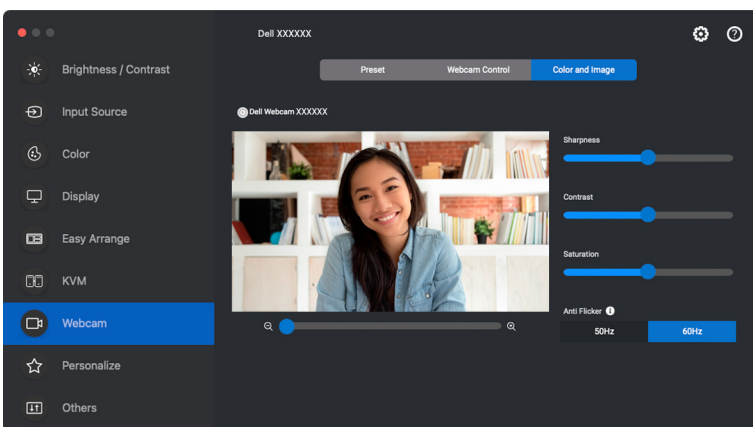 Dell XXXXXX
Brightness / Contrast
Input Source
Color
Display
Easy Arrange
KVM
Webcam
Personalize
Others
Preset Webcam Control Color and Image
Dell Webcam XXXXXX
Sharpness
Contrast
Saturation
Anti Flicker
50Hz 60Hz